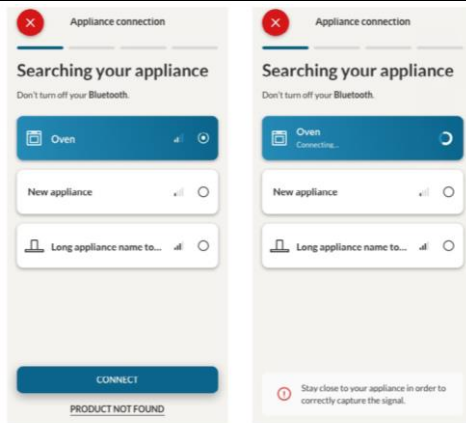 Appliance connection
Searching your appliance
Don't turn off your Bluetooth.
Oven
New appliance
Long appliance name to...
CONNECT
PRODUCT NOT FOUND
Appliance connection
Searching your appliance
Don't turn off your Bluetooth.
Oven
Connecting...
New appliance
Long appliance name to...
Stay close to your appliance in order to
correctly capture the signal.